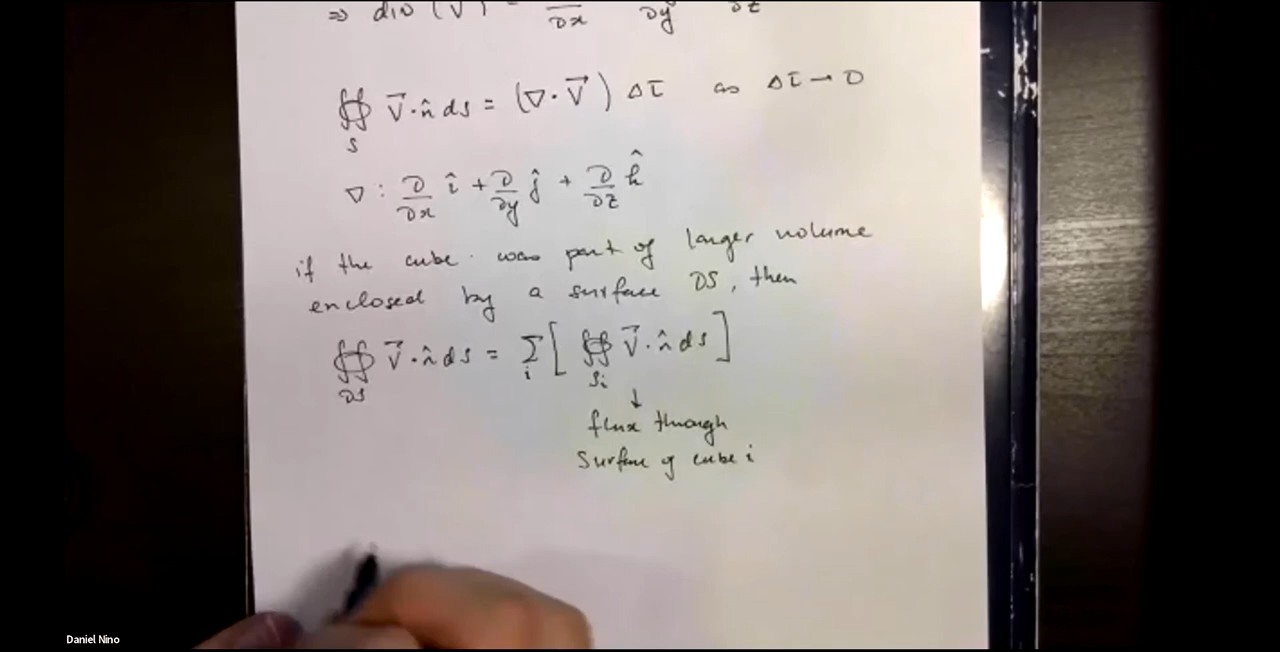 ⇒ div (V) = ∂x ∂y ∂z
∯ V⃗·n̂ ds = (∇·V⃗) Δτ as Δτ → 0
S
∇ : ∂/∂x î + ∂/∂y ĵ + ∂/∂z k̂
if the cube was part of larger volume
enclosed by a surface ∂S, then
∯ V⃗·n̂ ds = Σ [ ∯ V⃗·n̂ ds ]
∂S i Si
↓
flux through
Surface of cube i
Daniel Nino